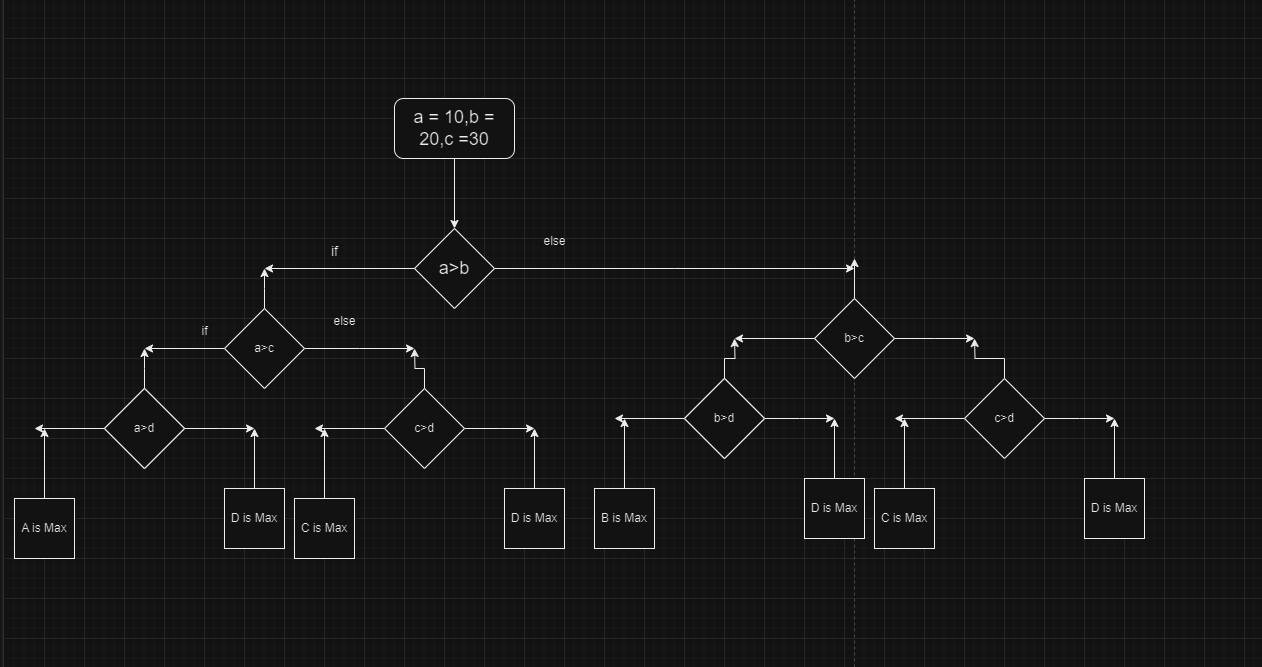 a = 10,b =
20,c =30
else
if
a>b
if
else
a>c
b>c
a>d
c>d
b>d
c>d
A is Max
D is Max
C is Max
D is Max
B is Max
D is Max
C is Max
D is Max